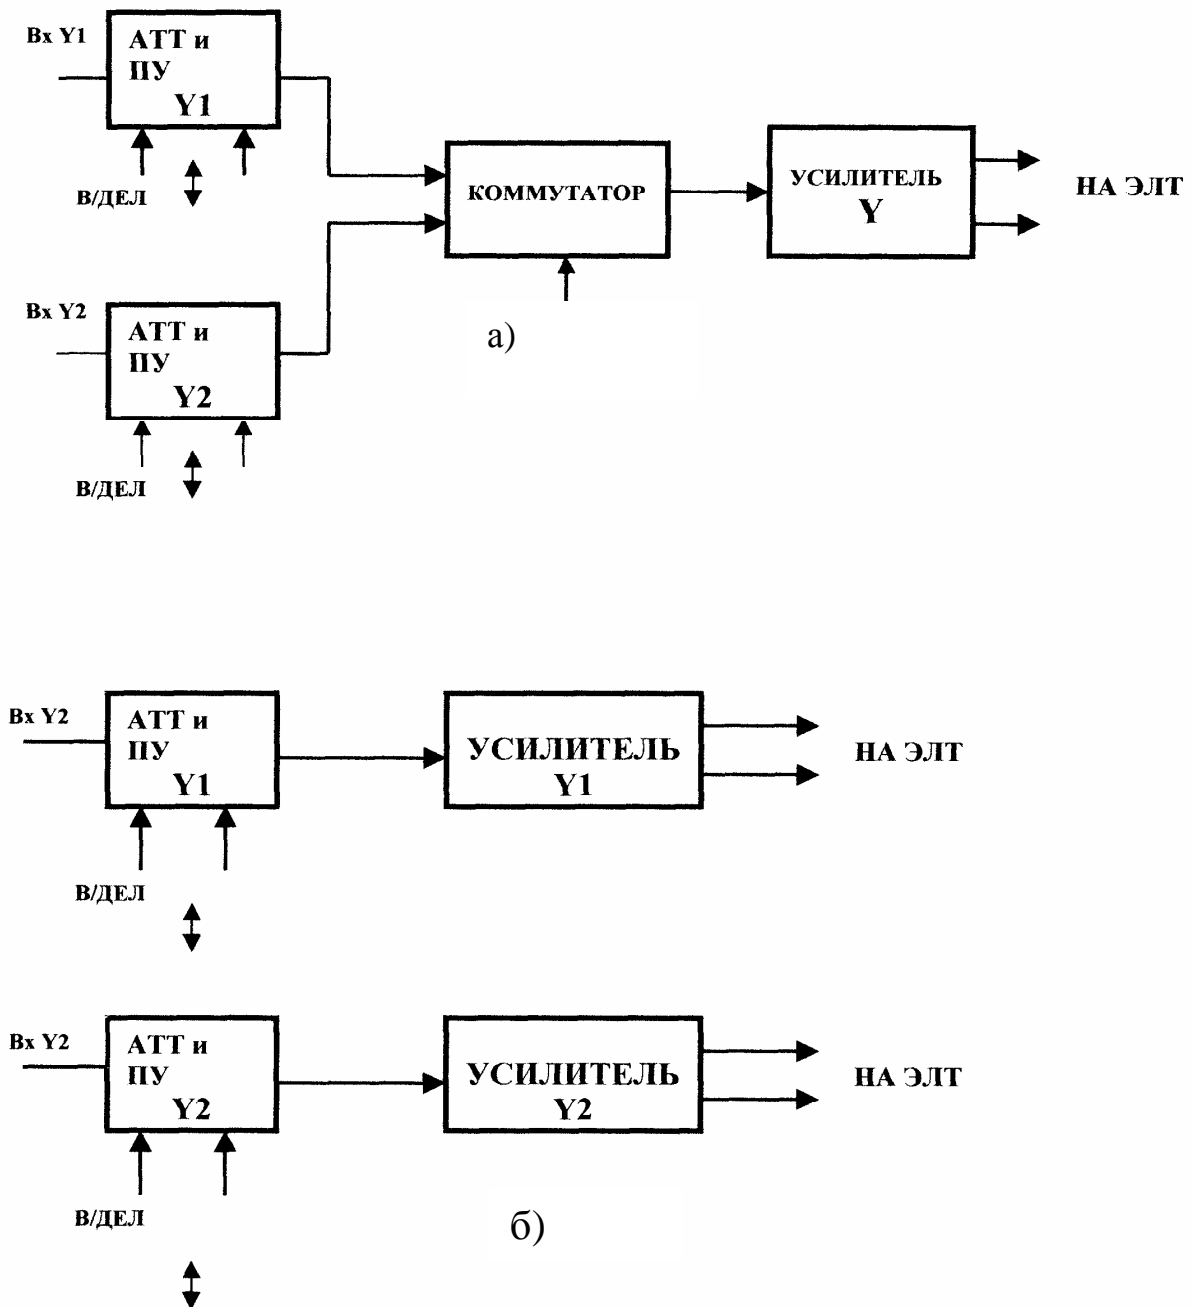 Вх Y1
АТТ и
ПУ
Y1
В/ДЕЛ
КОММУТАТОР
УСИЛИТЕЛЬ
Y
НА ЭЛТ
Вх Y2
АТТ и
ПУ
Y2
В/ДЕЛ
а)
Вх Y2
АТТ и
ПУ
Y1
В/ДЕЛ
УСИЛИТЕЛЬ
Y1
НА ЭЛТ
Вх Y2
АТТ и
ПУ
Y2
В/ДЕЛ
УСИЛИТЕЛЬ
Y2
НА ЭЛТ
б)